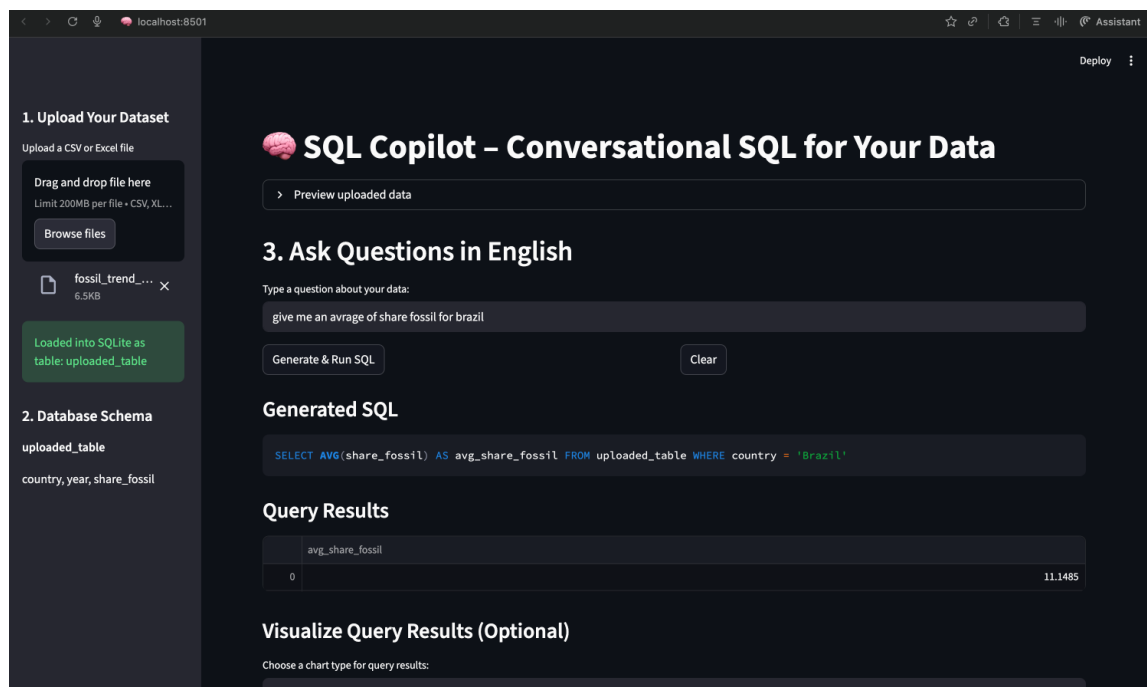 localhost:8501
Assistant
Deploy
1. Upload Your Dataset
Upload a CSV or Excel file
Drag and drop file here
Limit 200MB per file • CSV, XL...
Browse files
fossil_trend_...
6.5KB
Loaded into SQLite as
table: uploaded_table
2. Database Schema
uploaded_table
country, year, share_fossil
SQL Copilot – Conversational SQL for Your Data
Preview uploaded data
3. Ask Questions in English
Type a question about your data:
give me an avrage of share fossil for brazil
Generate & Run SQL
Clear
Generated SQL
SELECT AVG(share_fossil) AS avg_share_fossil FROM uploaded_table WHERE country = 'Brazil'
Query Results
avg_share_fossil
0 11.1485
Visualize Query Results (Optional)
Choose a chart type for query results: